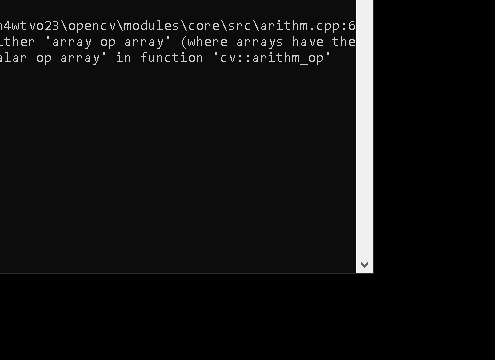 n4wtvo23\opencv\modules\core\src\arithm.cpp:6
ither 'array op array' (where arrays have the
alar op array' in function 'cv::arithm_op'